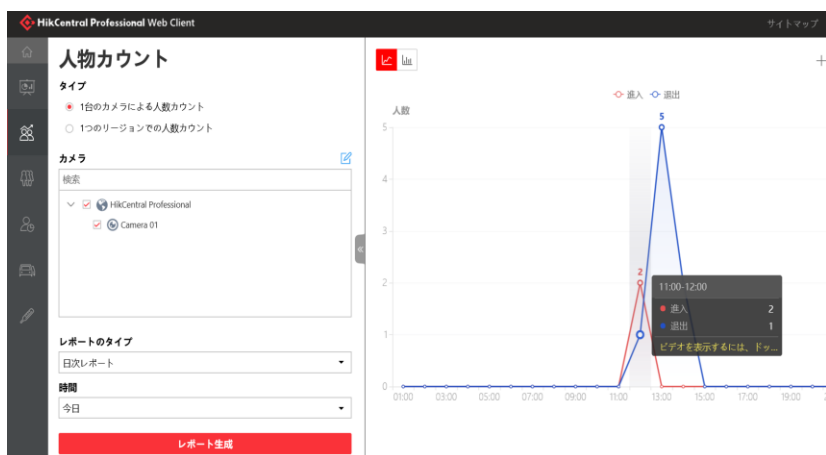 HikCentral Professional Web Client
サイトマップ
人物カウント
タイプ
1台のカメラによる人数カウント
1つのリージョンでの人数カウント
カメラ
検索
HikCentral Professional
Camera 01
レポートのタイプ
日次レポート
時間
今日
レポート生成
進入 退出
人数
5
5
4
3
2
2
11:00-12:00
進入 2
退出 1
ビデオを表示するには、ドッ...
1
0
01:00 03:00 05:00 07:00 09:00 11:00 13:00 15:00 17:00 19:00